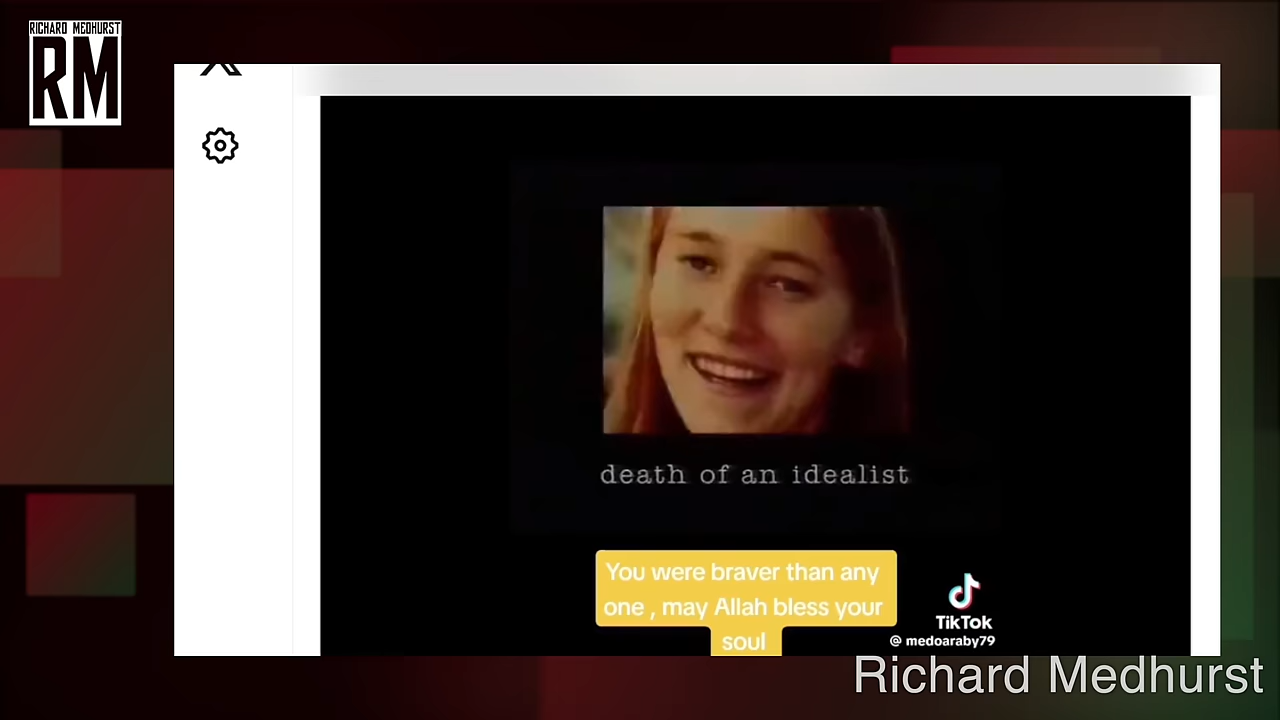 RICHARD MEDHURST
RM
death of an idealist
You were braver than any
one , may Allah bless your
soul
TikTok
@ medoaraby79
Richard Medhurst